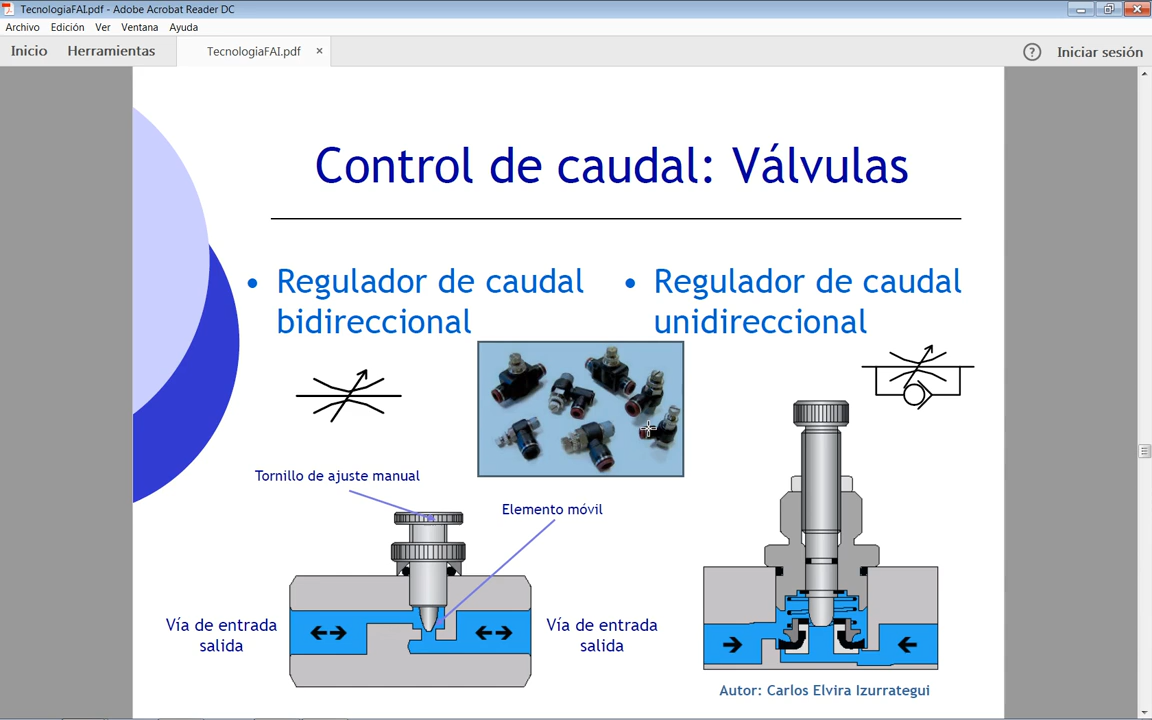 TecnologiaFAI.pdf - Adobe Acrobat Reader DC
Archivo Edición Ver Ventana Ayuda
Inicio Herramientas TecnologiaFAI.pdf × ? Iniciar sesión
Control de caudal: Válvulas
• Regulador de caudal
bidireccional
• Regulador de caudal
unidireccional
Tornillo de ajuste manual
Elemento móvil
Vía de entrada
salida
Vía de entrada
salida
Autor: Carlos Elvira Izurrategui